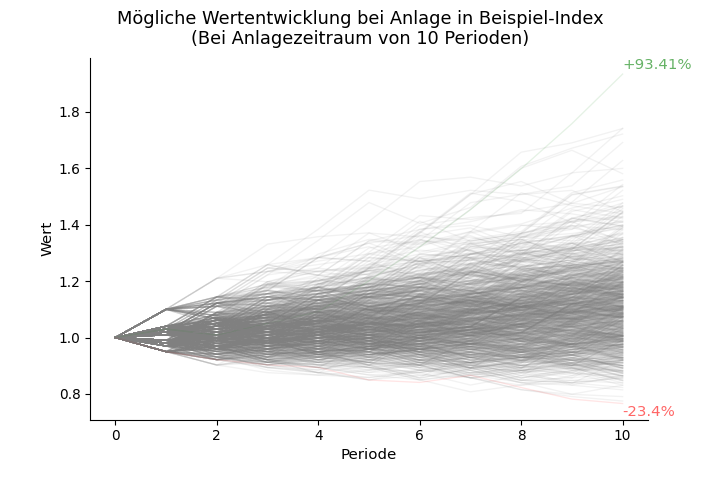 Mögliche Wertentwicklung bei Anlage in Beispiel-Index
(Bei Anlagezeitraum von 10 Perioden)
+93.41%
1.8
1.6
1.4
Wert
1.2
1.0
0.8
-23.4%
0 2 4 6 8 10
Periode